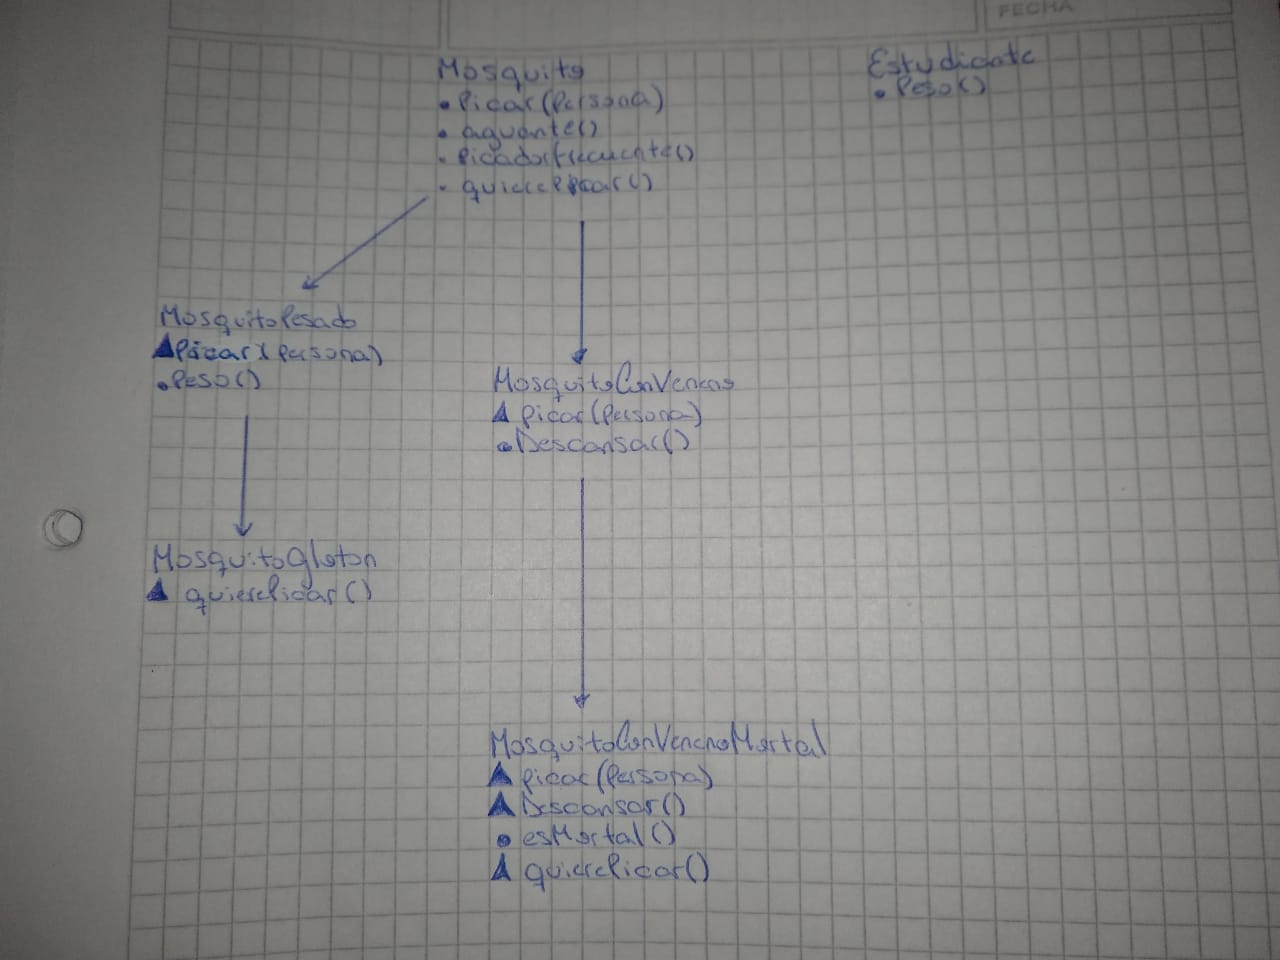 FECHA
Mosquito
• Picar(Persona)
• aguante()
• Picadorfrecuente()
• quierePicar()
Estudidate
• Peso()
MosquitoPesado
▲Picar(persona)
•Peso()
MosquitoConVeneno
▲ picar(Persona)
•Descansar()
MosquitoGloton
▲ quierePicar()
MosquitoConVenenoMortal
▲ picar(Persona)
▲ Descansar()
• esMortal()
▲ quierePicar()